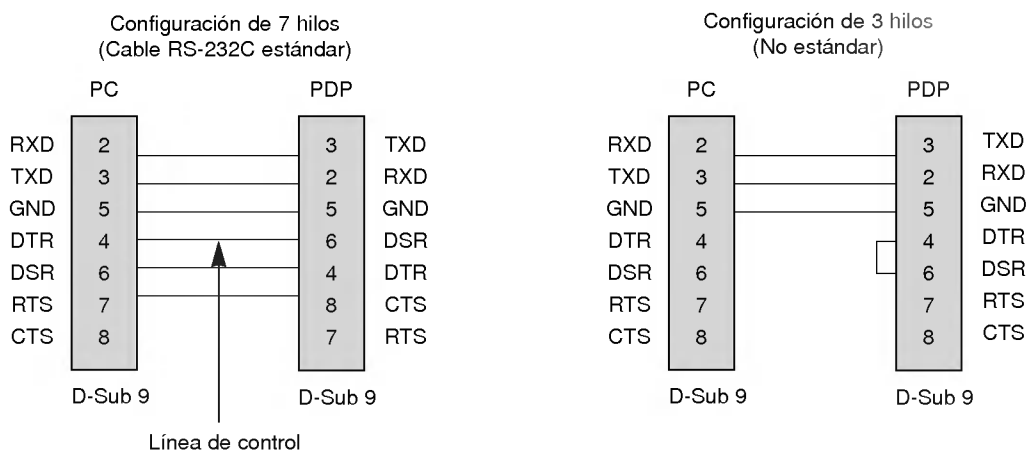 Configuración de 7 hilos
(Cable RS-232C estándar)
PC PDP
RXD 2 3 TXD
TXD 3 2 RXD
GND 5 5 GND
DTR 4 6 DSR
DSR 6 4 DTR
RTS 7 8 CTS
CTS 8 7 RTS
D-Sub 9 D-Sub 9
Línea de control
Configuración de 3 hilos
(No estándar)
PC PDP
RXD 2 3 TXD
TXD 3 2 RXD
GND 5 5 GND
DTR 4 4 DTR
DSR 6 6 DSR
RTS 7 7 RTS
CTS 8 8 CTS
D-Sub 9 D-Sub 9